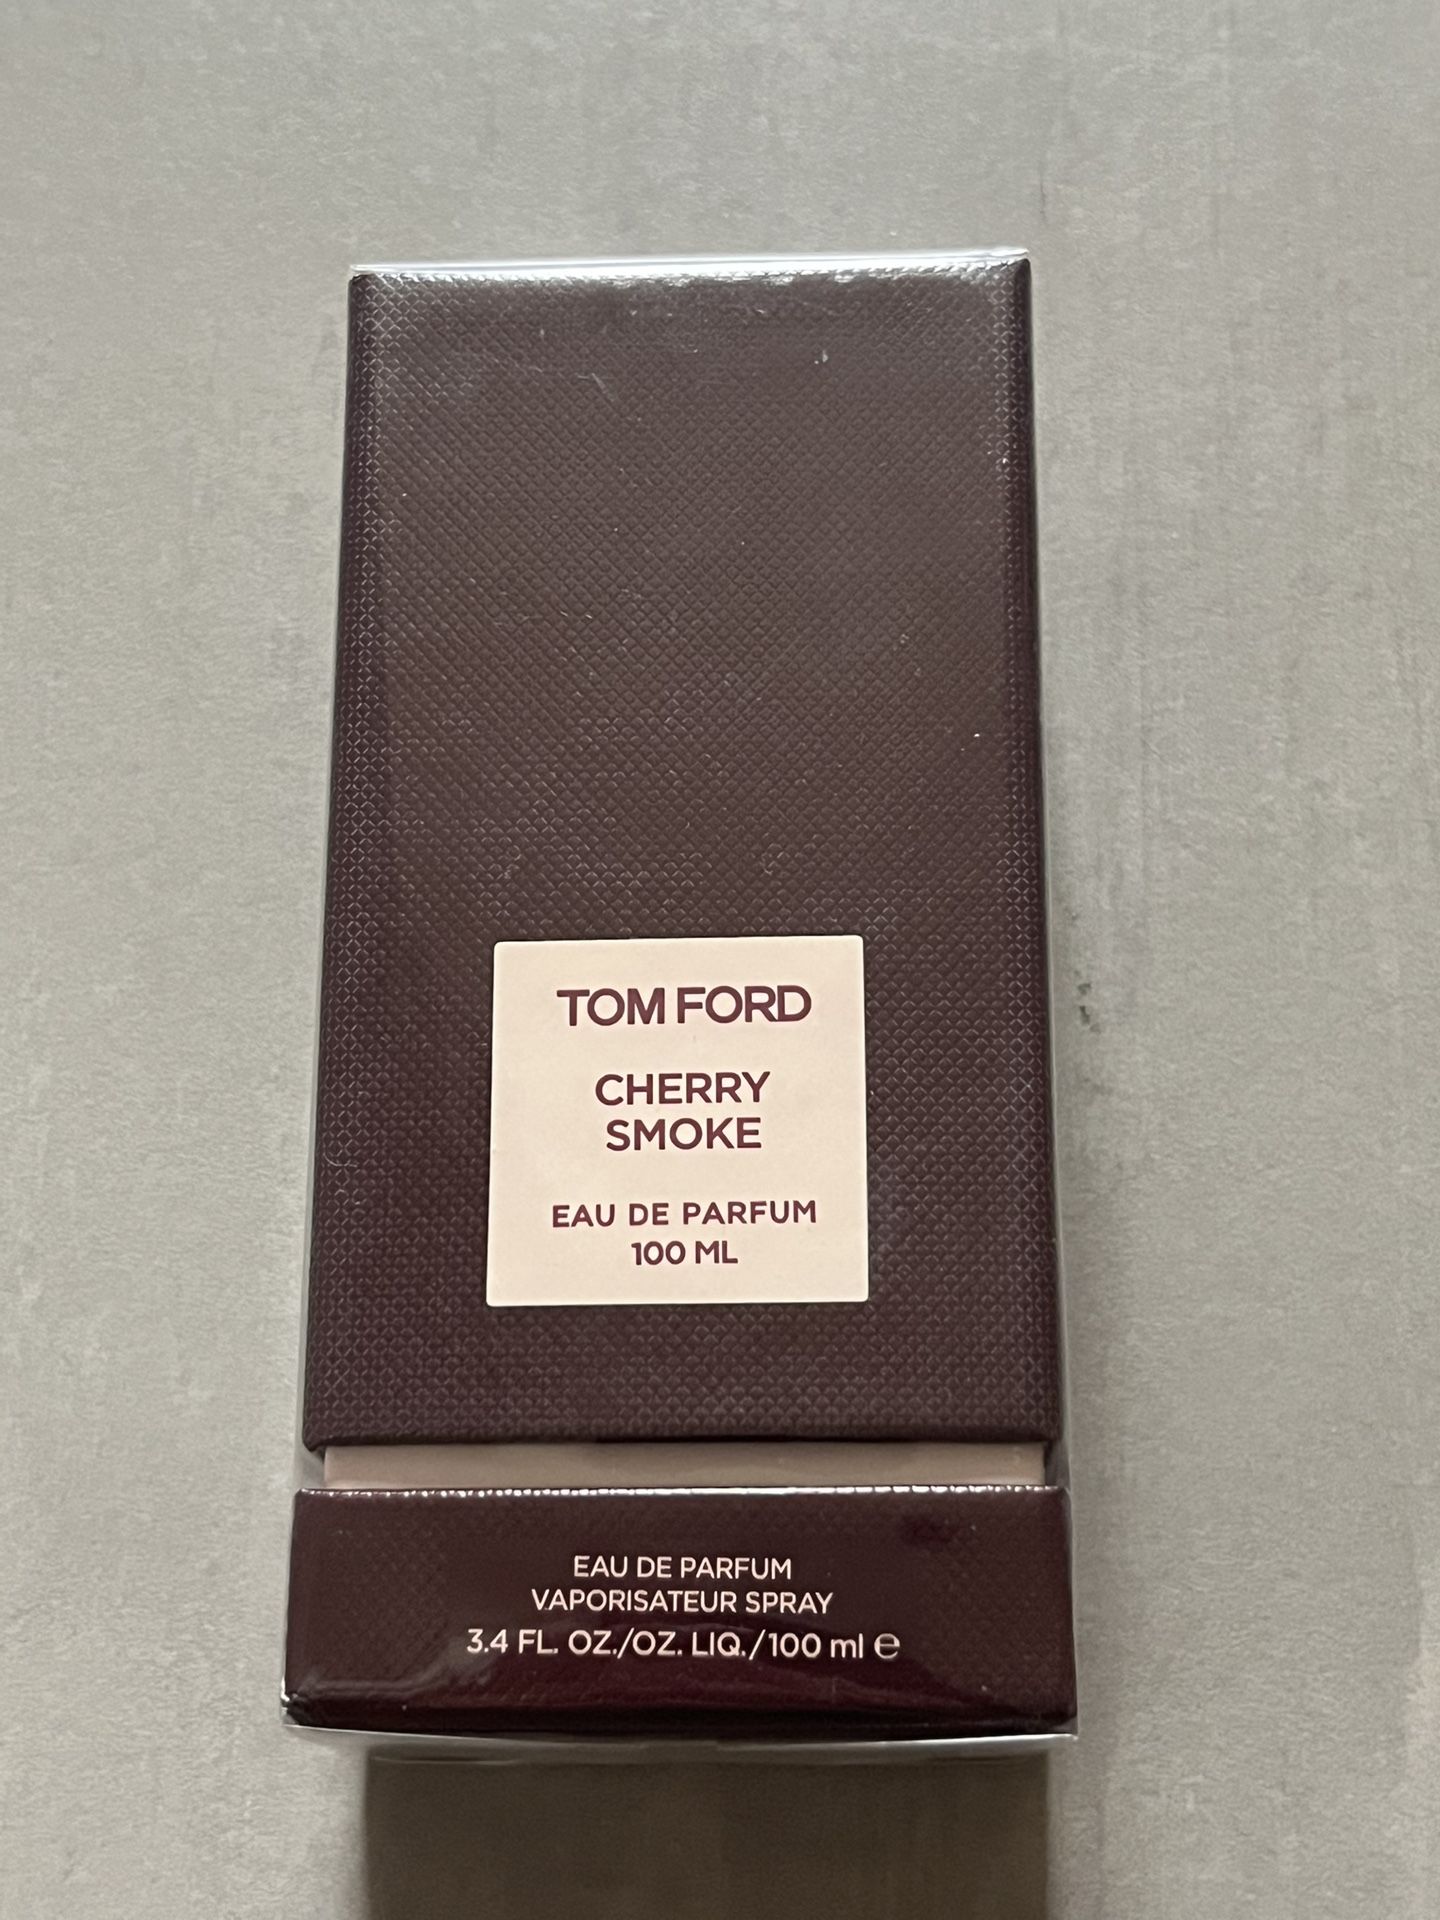 TOM FORD
CHERRY
SMOKE
EAU DE PARFUM
100 ML
EAU DE PARFUM
VAPORISATEUR SPRAY
3.4 FL. OZ./OZ. LIQ./100 ml ℮